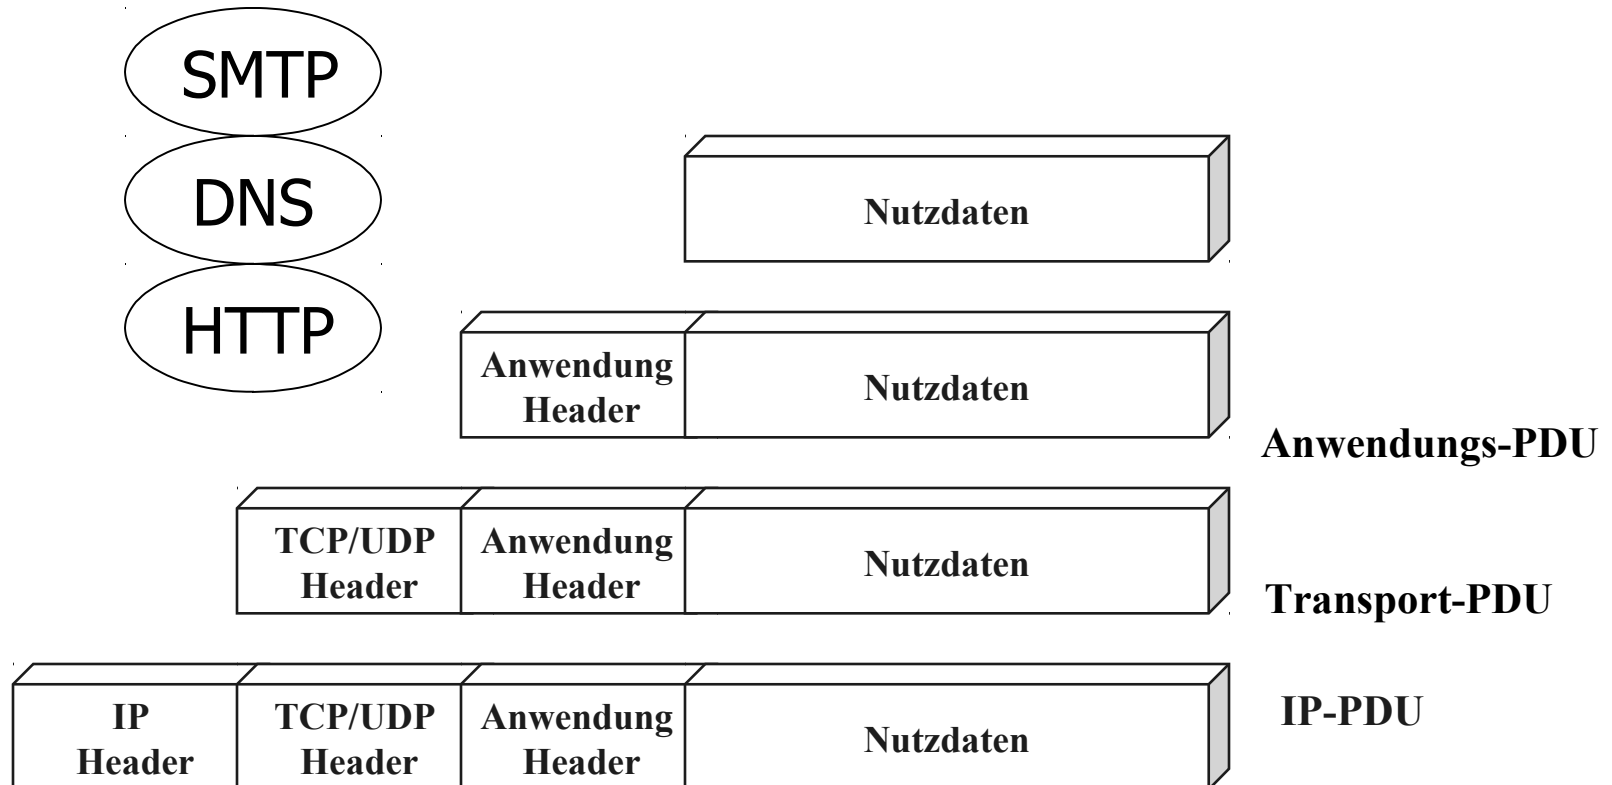 SMTP
DNS
Nutzdaten
HTTP
Anwendung
Header
Nutzdaten
Anwendungs-PDU
TCP/UDP
Header
Anwendung
Header
Nutzdaten
Transport-PDU
IP
Header
TCP/UDP
Header
Anwendung
Header
Nutzdaten
IP-PDU